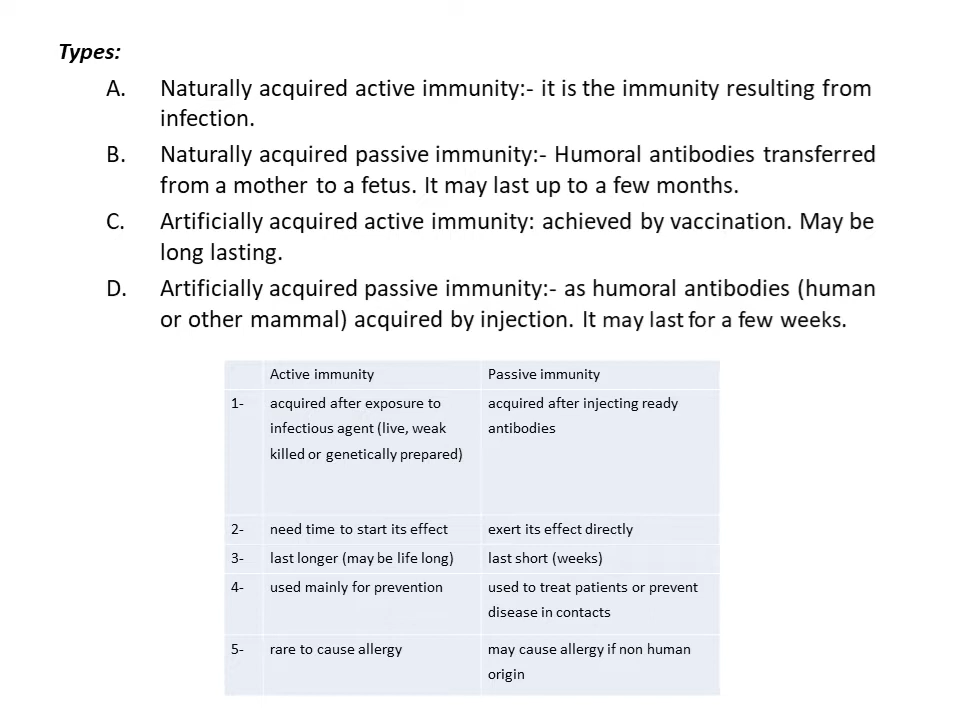 Types:
A. Naturally acquired active immunity:- it is the immunity resulting from
infection.
B. Naturally acquired passive immunity:- Humoral antibodies transferred
from a mother to a fetus. It may last up to a few months.
C. Artificially acquired active immunity: achieved by vaccination. May be
long lasting.
D. Artificially acquired passive immunity:- as humoral antibodies (human
or other mammal) acquired by injection. It may last for a few weeks.
Active immunity Passive immunity
1- acquired after exposure to acquired after injecting ready
infectious agent (live, weak antibodies
killed or genetically prepared)
2- need time to start its effect exert its effect directly
3- last longer (may be life long) last short (weeks)
4- used mainly for prevention used to treat patients or prevent
disease in contacts
5- rare to cause allergy may cause allergy if non human
origin